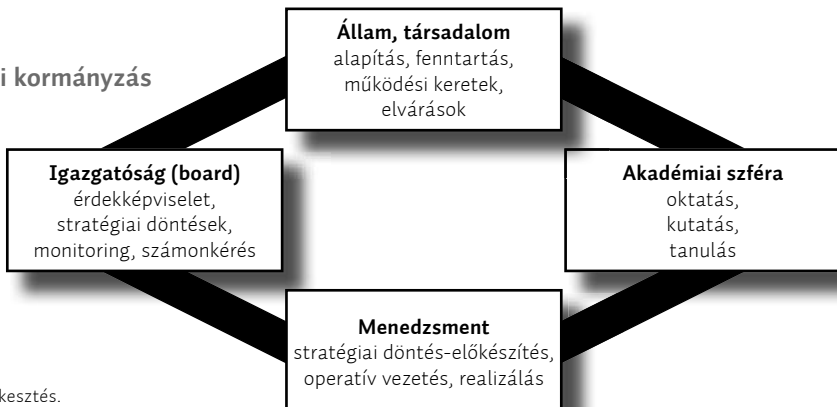 Állam, társadalom
alapítás, fenntartás,
működési keretek,
elvárások
i kormányzás
Igazgatóság (board)
érdekképviselet,
stratégiai döntések,
monitoring, számonkérés
Akadémiai szféra
oktatás,
kutatás,
tanulás
Menedzsment
stratégiai döntés-előkészítés,
operatív vezetés, realizálás
kesztés.